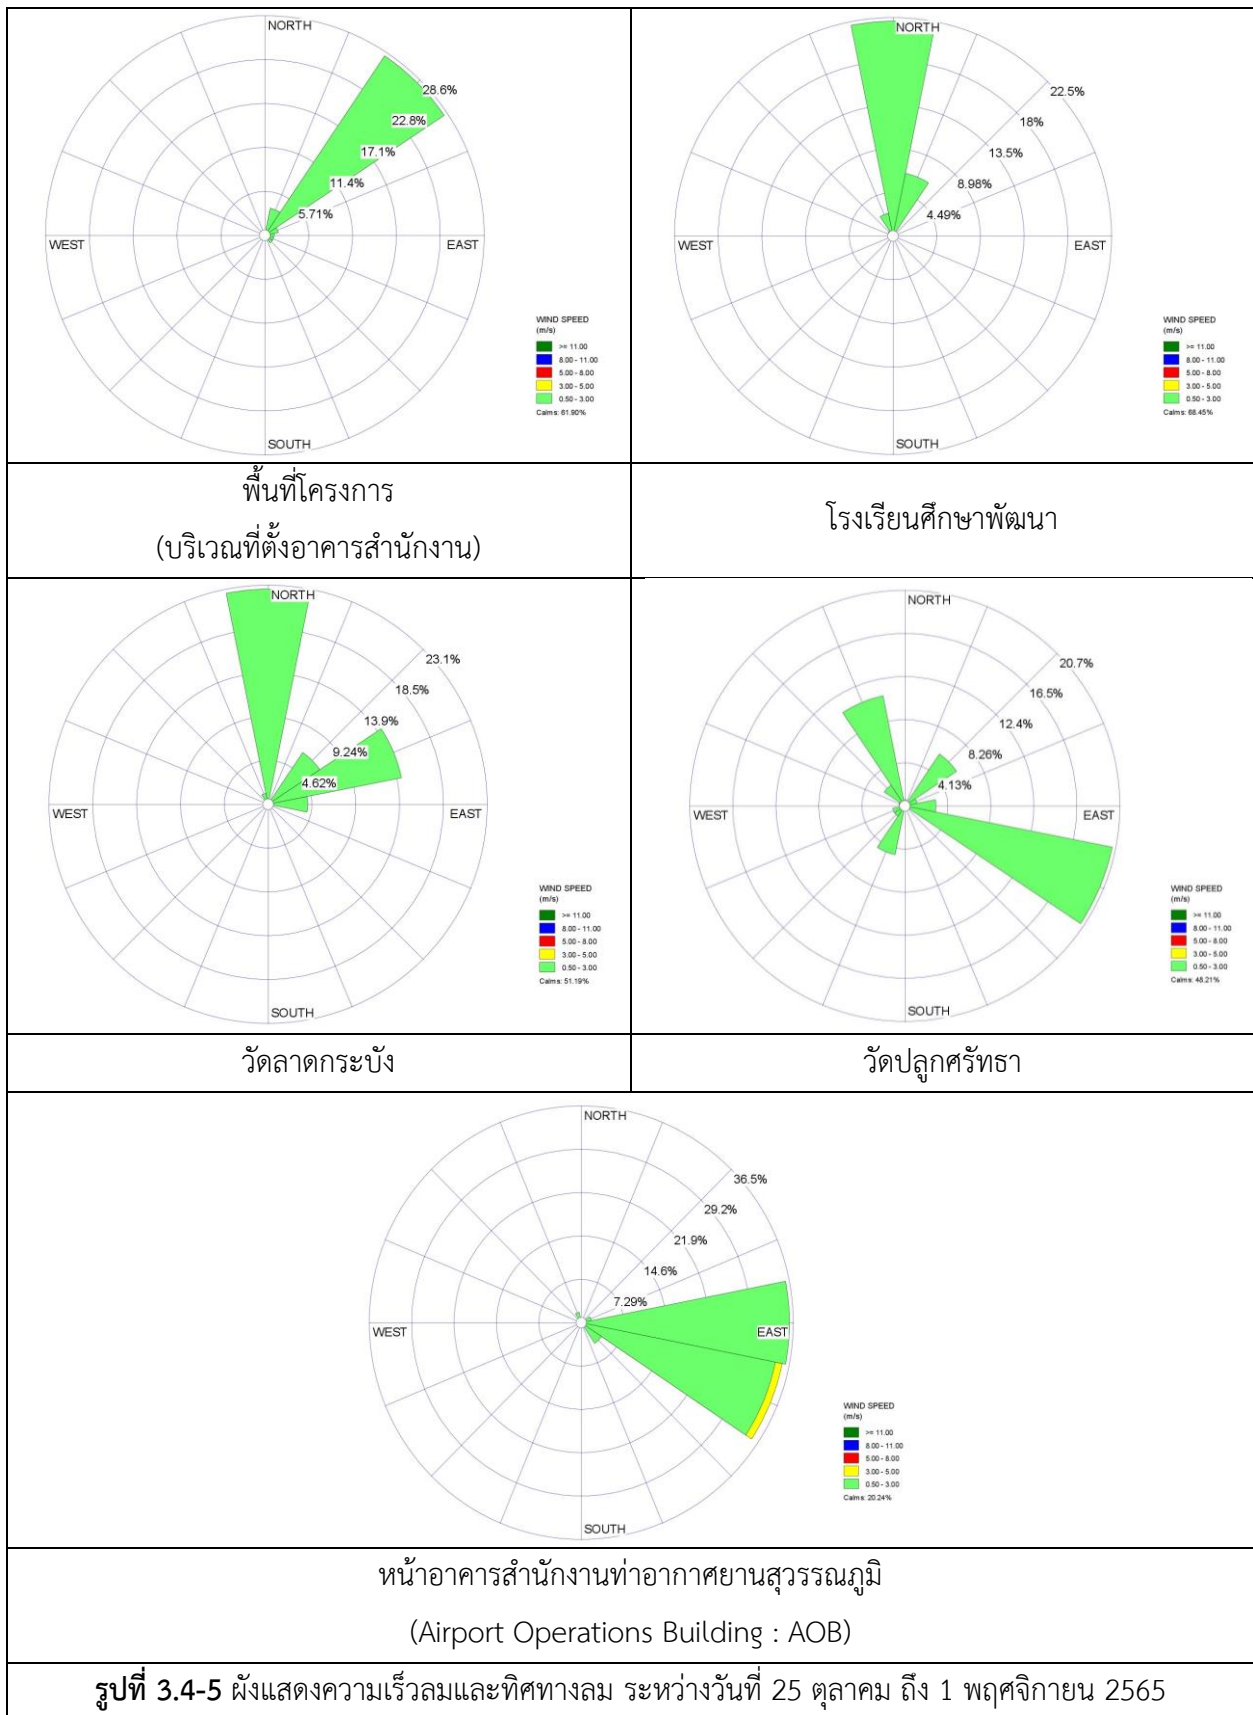 NORTH
28.6%
22.8%
17.1%
11.4%
5.71%
WEST
EAST
SOUTH
WIND SPEED
(m/s)
>= 11.00
8.00 - 11.00
5.00 - 8.00
3.00 - 5.00
0.50 - 3.00
Calms: 61.90%
พื้นที่โครงการ
(บริเวณที่ตั้งอาคารสำนักงาน)
NORTH
22.5%
18%
13.5%
8.98%
4.49%
WEST
EAST
SOUTH
WIND SPEED
(m/s)
>= 11.00
8.00 - 11.00
5.00 - 8.00
3.00 - 5.00
0.50 - 3.00
Calms: 68.45%
โรงเรียนศึกษาพัฒนา
NORTH
23.1%
18.5%
13.9%
9.24%
4.62%
WEST
EAST
SOUTH
WIND SPEED
(m/s)
>= 11.00
8.00 - 11.00
5.00 - 8.00
3.00 - 5.00
0.50 - 3.00
Calms: 51.19%
วัดลาดกระบัง
NORTH
20.7%
16.5%
12.4%
8.26%
4.13%
WEST
EAST
SOUTH
WIND SPEED
(m/s)
>= 11.00
8.00 - 11.00
5.00 - 8.00
3.00 - 5.00
0.50 - 3.00
Calms: 48.21%
วัดปลูกศรัทธา
NORTH
36.5%
29.2%
21.9%
14.6%
7.29%
WEST
EAST
SOUTH
WIND SPEED
(m/s)
>= 11.00
8.00 - 11.00
5.00 - 8.00
3.00 - 5.00
0.50 - 3.00
Calms: 20.24%
หน้าอาคารสำนักงานท่าอากาศยานสุวรรณภูมิ
(Airport Operations Building : AOB)
รูปที่ 3.4-5 ผังแสดงความเร็วลมและทิศทางลม ระหว่างวันที่ 25 ตุลาคม ถึง 1 พฤศจิกายน 2565